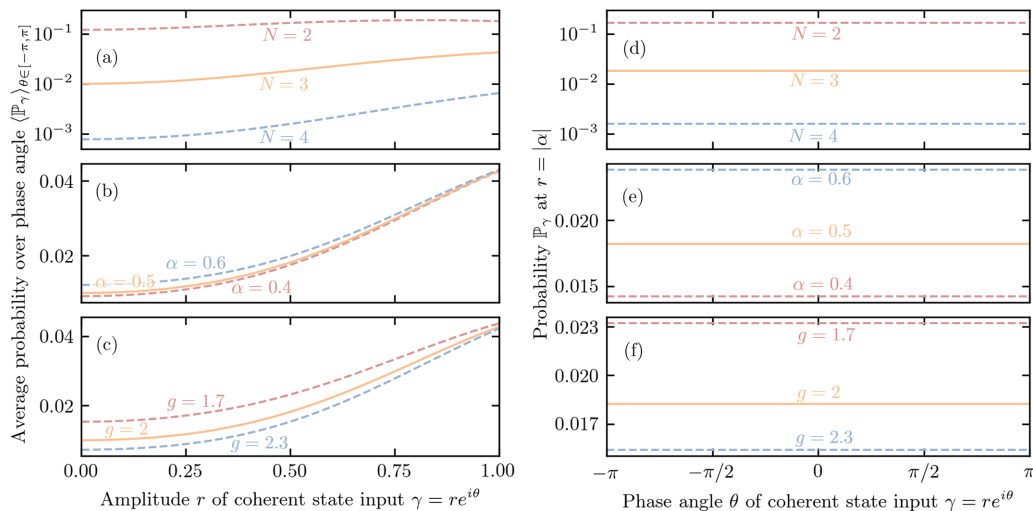 Average probability over phase angle ⟨ℙ_γ⟩_{θ∈[−π,π]}
10^{−1}
10^{−2}
10^{−3}
(a)
N = 2
N = 3
N = 4
0.04
0.02
(b)
α = 0.6
α = 0.5
α = 0.4
0.04
0.02
(c)
g = 1.7
g = 2
g = 2.3
0.00 0.25 0.50 0.75 1.00
Amplitude r of coherent state input γ = re^{iθ}
Probability ℙ_γ at r = |α|
10^{−1}
10^{−2}
10^{−3}
(d)
N = 2
N = 3
N = 4
0.020
0.015
(e)
α = 0.6
α = 0.5
α = 0.4
0.023
0.020
0.017
(f)
g = 1.7
g = 2
g = 2.3
−π −π/2 0 π/2 π
Phase angle θ of coherent state input γ = re^{iθ}